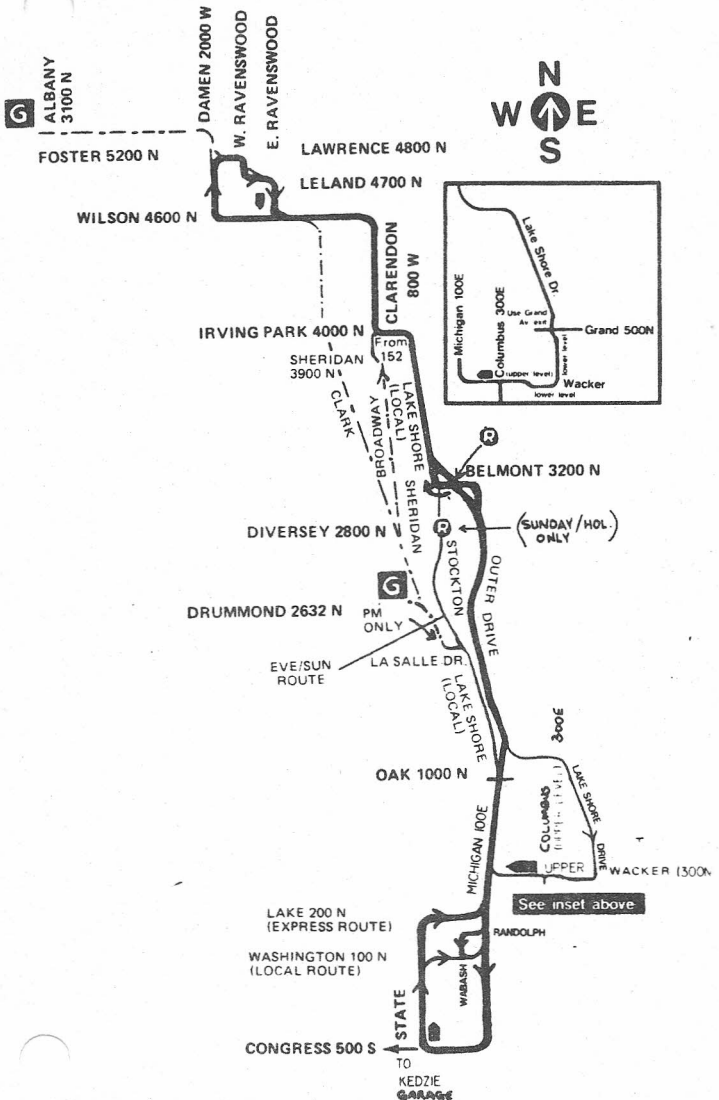 G
ALBANY
3100 N
DAMEN 2000 W
W. RAVENSWOOD
E. RAVENSWOOD
N
W E
S
FOSTER 5200 N
LAWRENCE 4800 N
LELAND 4700 N
WILSON 4600 N
CLARENDON
800 W
Lake Shore Dr.
Michigan 100E
Columbus 300E
Use Grand
Av. exit
Grand 500N
lower level
(upper level)
Wacker
lower level
IRVING PARK 4000 N
From
152
SHERIDAN
3900 N
CLARK
BROADWAY
LAKE SHORE
(LOCAL)
SHERIDAN
R
BELMONT 3200 N
DIVERSEY 2800 N
R
(SUNDAY/HOL.)
ONLY
STOCKTON
OUTER DRIVE
G
DRUMMOND 2632 N
PM
ONLY
EVE/SUN
ROUTE
LA SALLE DR.
LAKE SHORE
(LOCAL)
300E
OAK 1000 N
LAKE SHORE
DRIVE
COLUMBUS
MICHIGAN 100E
UPPER
WACKER (300N
See inset above
LAKE 200 N
(EXPRESS ROUTE)
RANDOLPH
WASHINGTON 100 N
(LOCAL ROUTE)
WABASH
STATE
CONGRESS 500 S
TO
KEDZIE
GARAGE